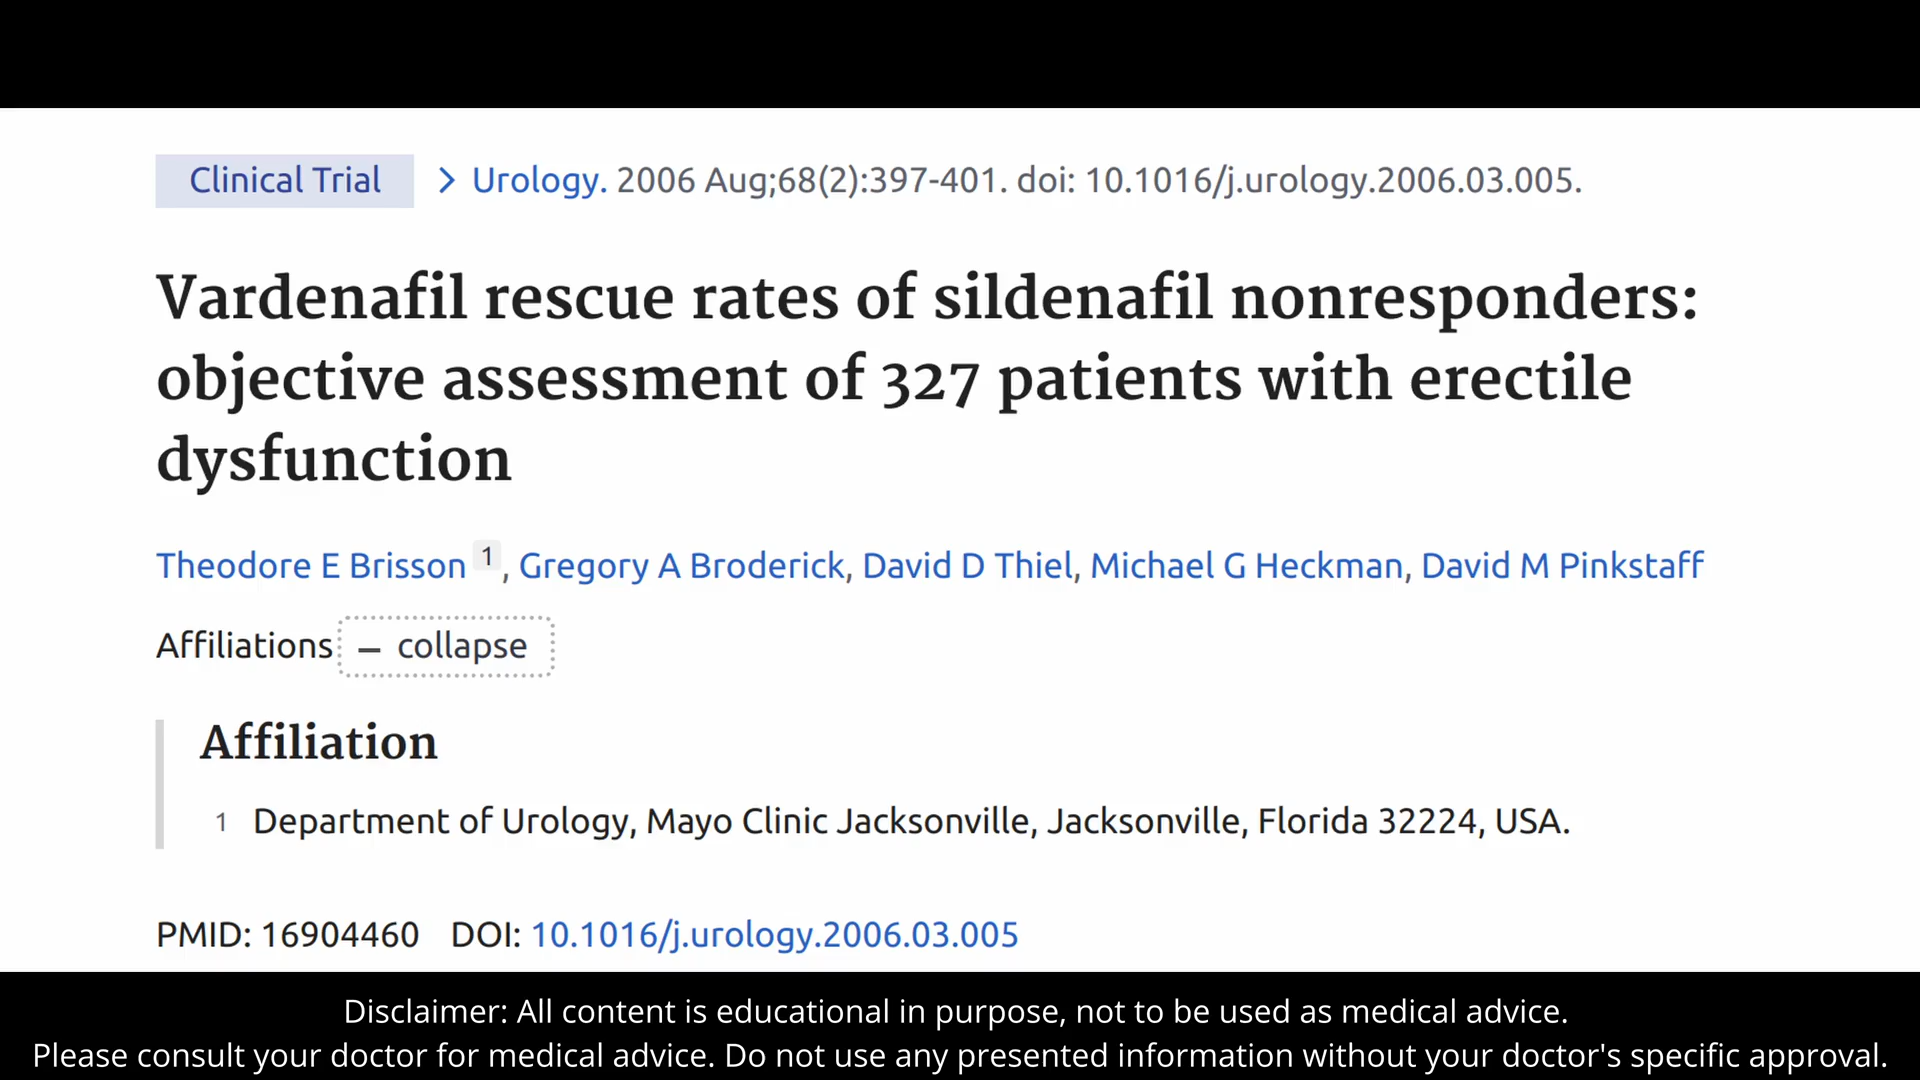 Clinical Trial > Urology. 2006 Aug;68(2):397-401. doi: 10.1016/j.urology.2006.03.005.
Vardenafil rescue rates of sildenafil nonresponders:
objective assessment of 327 patients with erectile
dysfunction
Theodore E Brisson 1, Gregory A Broderick, David D Thiel, Michael G Heckman, David M Pinkstaff
Affiliations – collapse
Affiliation
1 Department of Urology, Mayo Clinic Jacksonville, Jacksonville, Florida 32224, USA.
PMID: 16904460 DOI: 10.1016/j.urology.2006.03.005
Disclaimer: All content is educational in purpose, not to be used as medical advice.
Please consult your doctor for medical advice. Do not use any presented information without your doctor's specific approval.